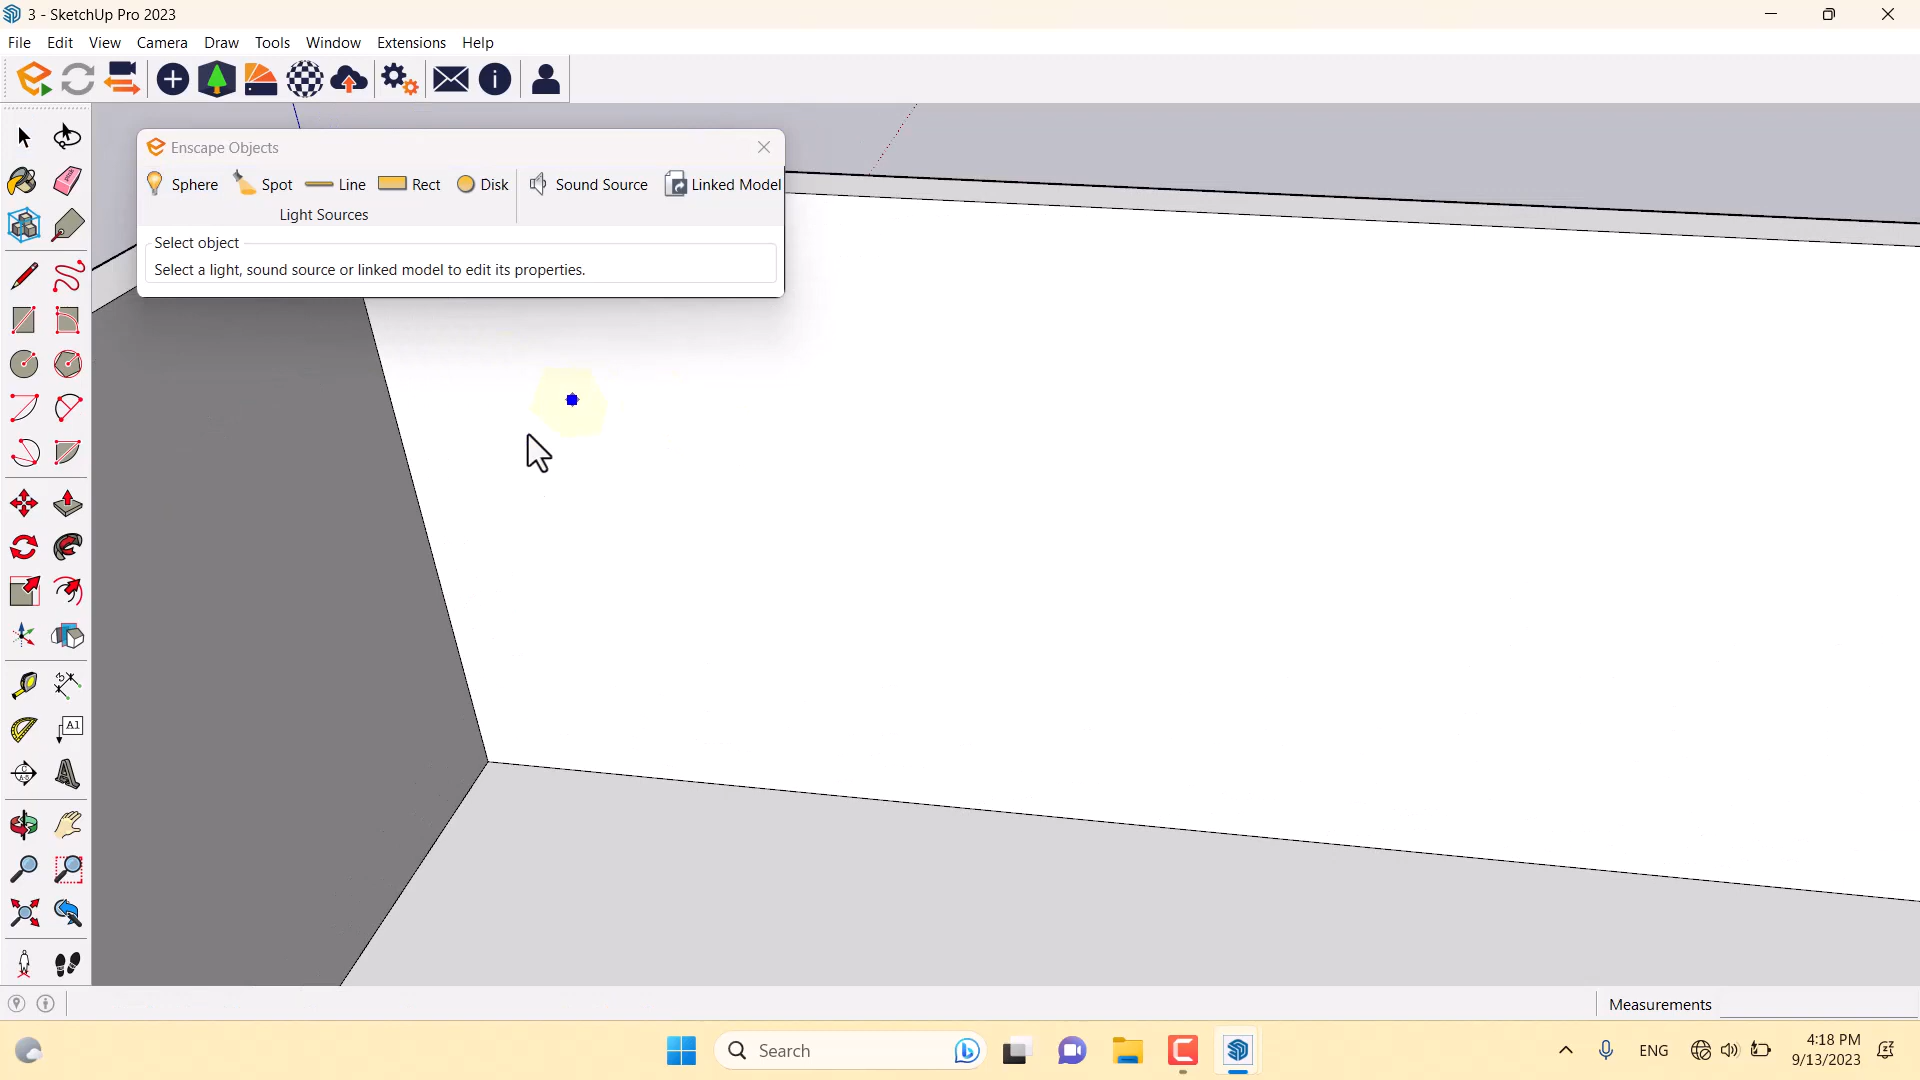 3 - SketchUp Pro 2023
File Edit View Camera Draw Tools Window Extensions Help
Enscape Objects
Sphere Spot Line Rect Disk Sound Source Linked Model
Light Sources
Select object
Select a light, sound source or linked model to edit its properties.
A1
Measurements
Search
ENG
4:18 PM
9/13/2023